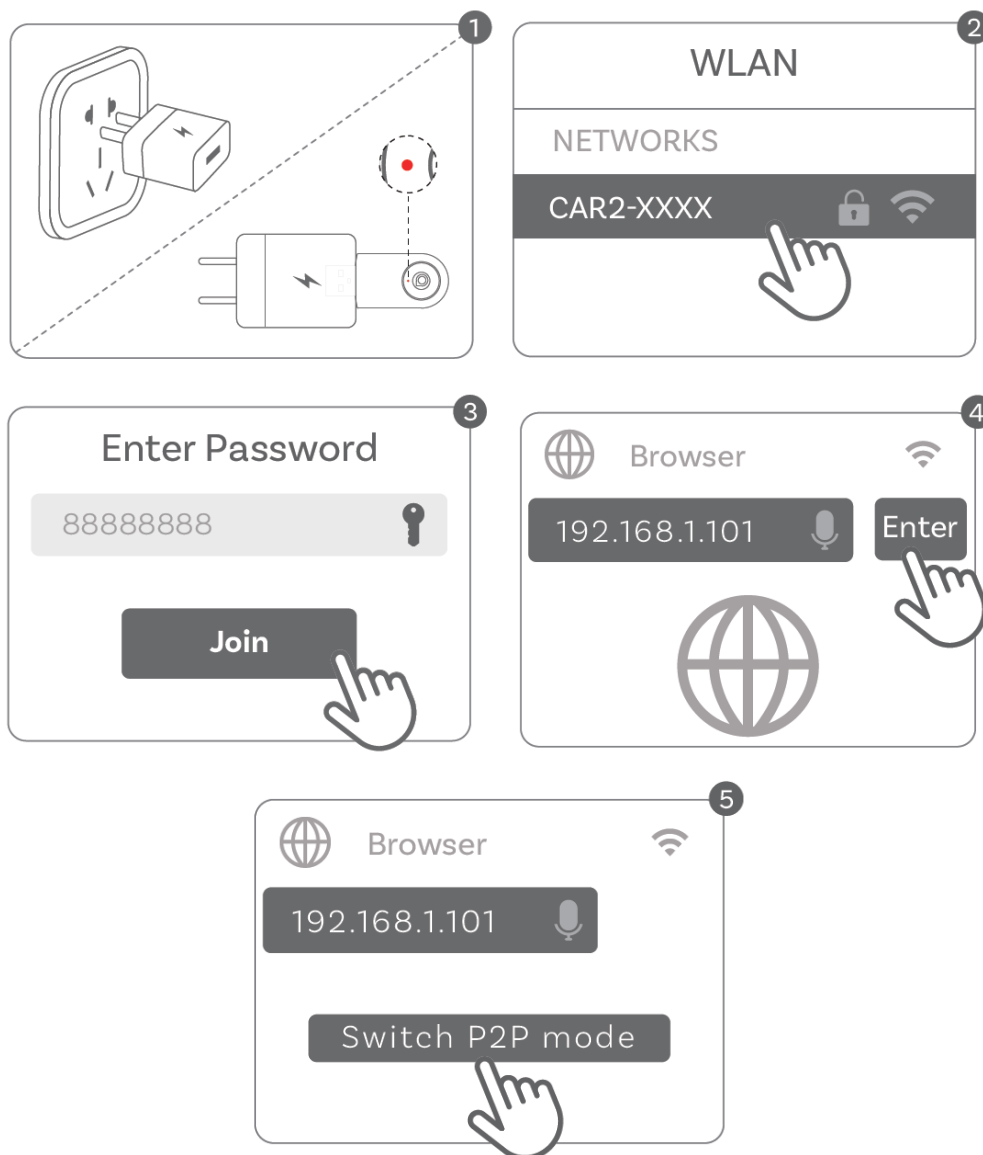 1
2
WLAN
NETWORKS
CAR2-XXXX
3
Enter Password
88888888
Join
4
Browser
192.168.1.101
Enter
5
Browser
192.168.1.101
Switch P2P mode